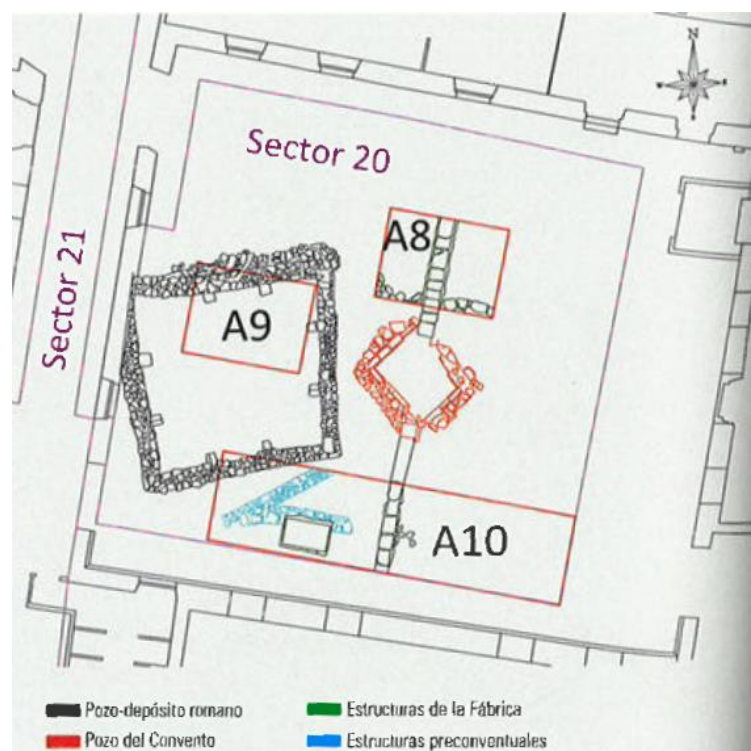 N
Sector 20
Sector 21
A8
A9
A10
Pozo-depósito romano
Estructuras de la Fábrica
Pozo del Convento
Estructuras preconventuales